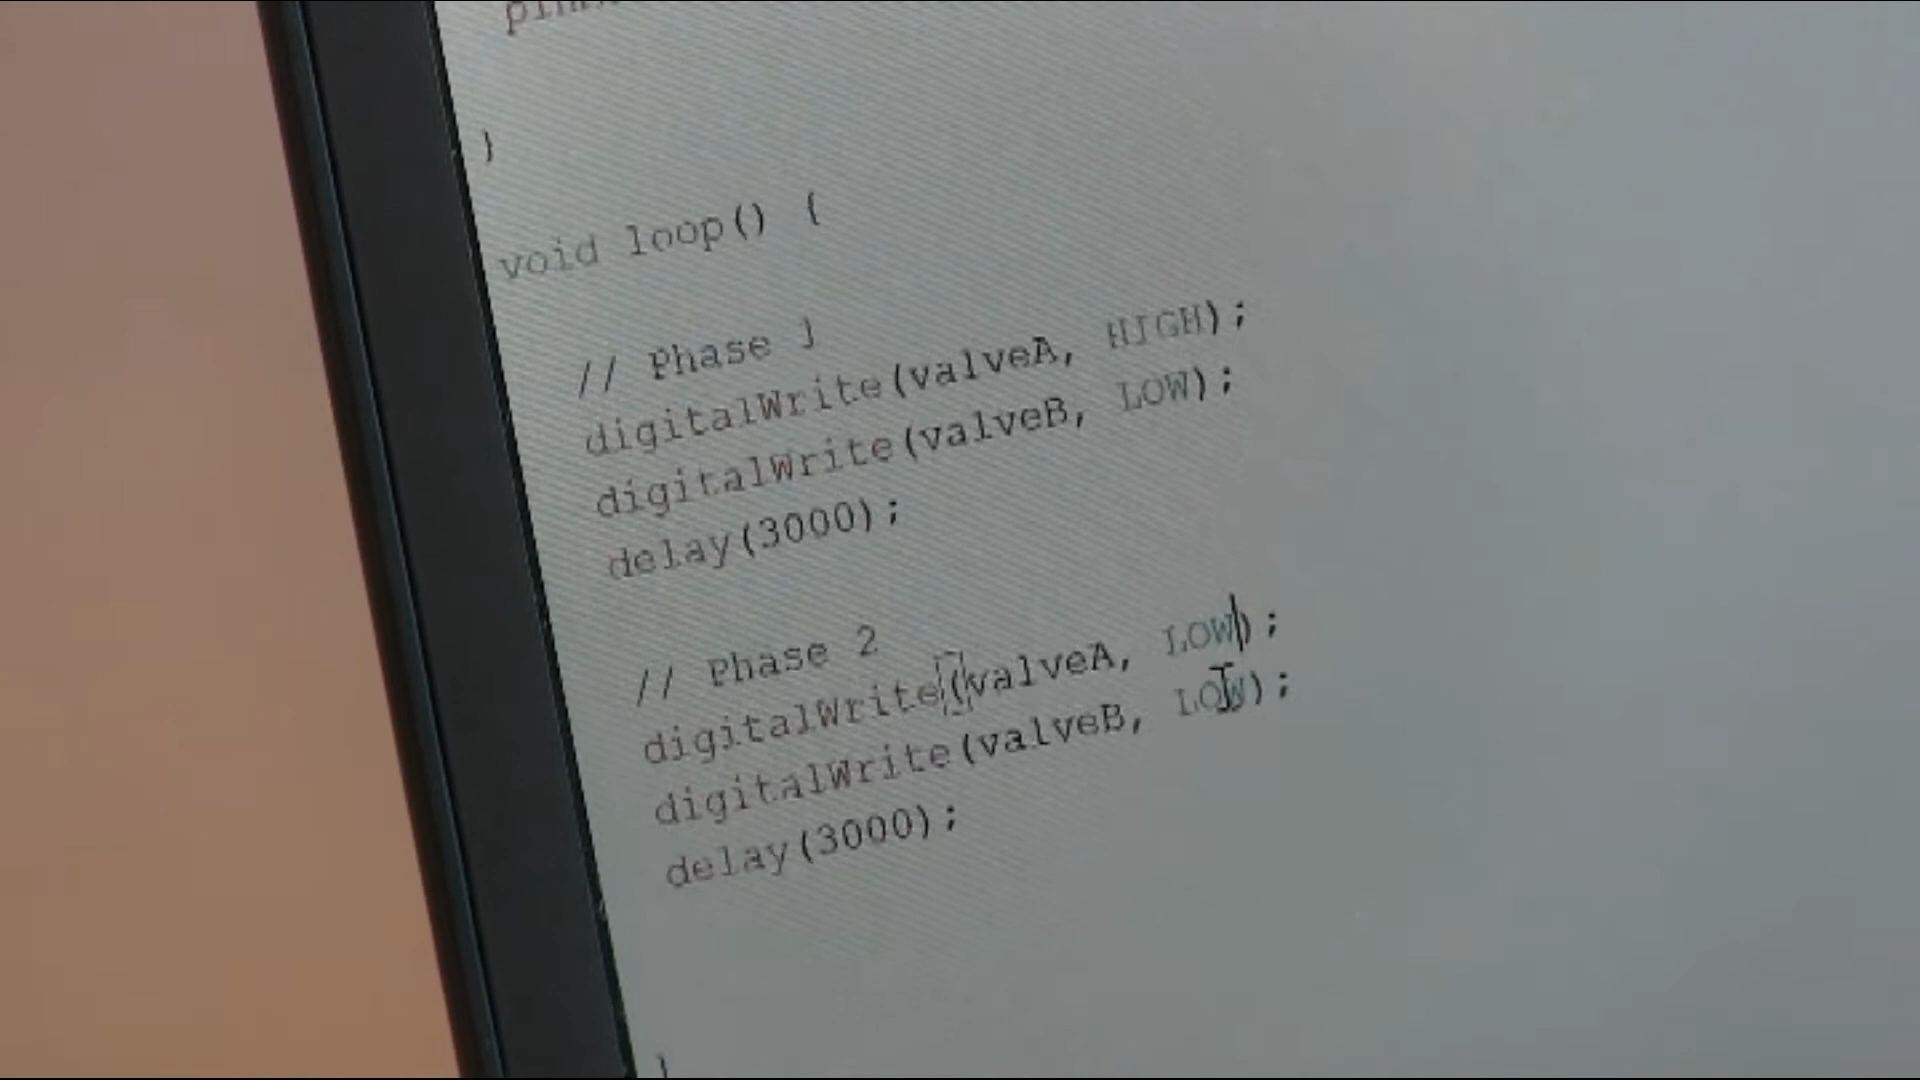 }
void loop() {
// Phase 1
digitalWrite(valveA, HIGH);
digitalWrite(valveB, LOW);
delay(3000);
// Phase 2
digitalWrite(valveA, LOW);
digitalWrite(valveB, LOW);
delay(3000);
}